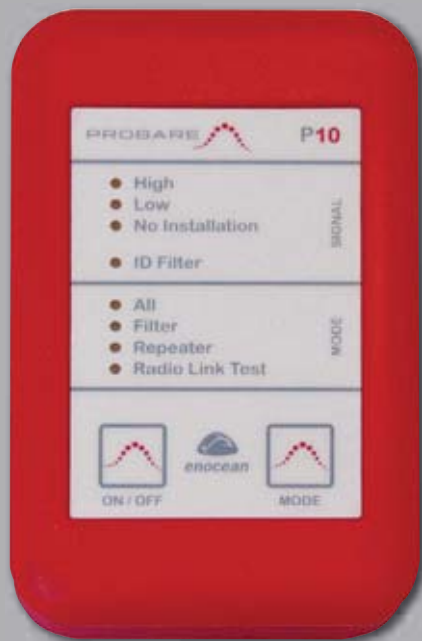 PROBARE P10
High
Low
No Installation
ID Filter
SIGNAL
All
Filter
Repeater
Radio Link Test
MODE
enocean
ON / OFF MODE